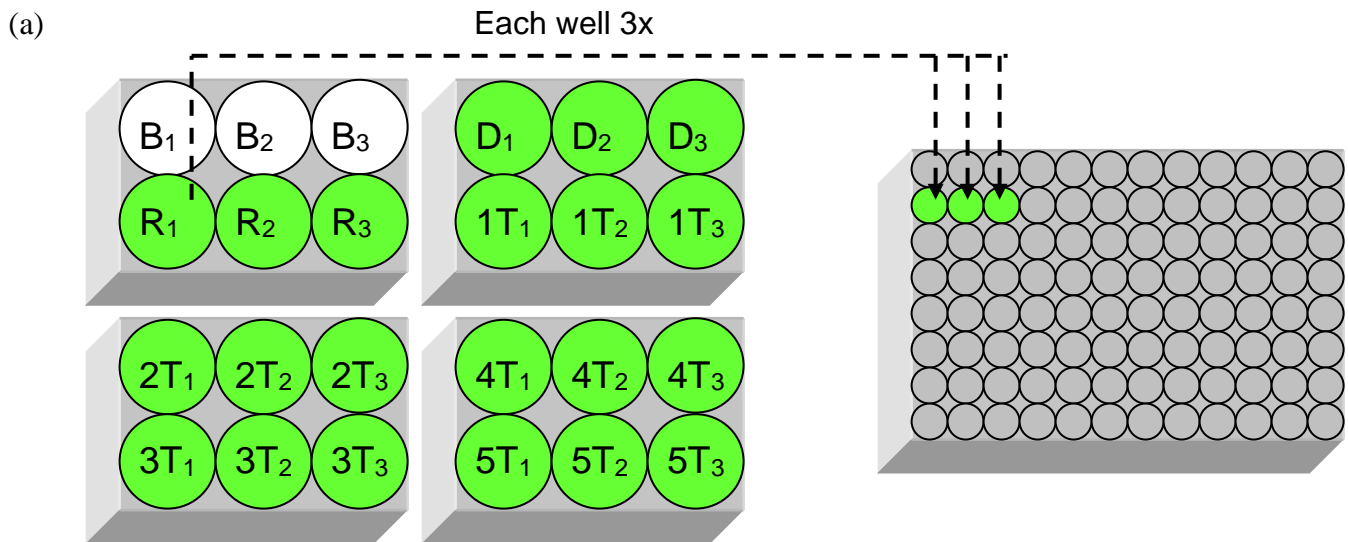 (a)
Each well 3x
B₁ B₂ B₃
R₁ R₂ R₃
D₁ D₂ D₃
1T₁ 1T₂ 1T₃
2T₁ 2T₂ 2T₃
3T₁ 3T₂ 3T₃
4T₁ 4T₂ 4T₃
5T₁ 5T₂ 5T₃